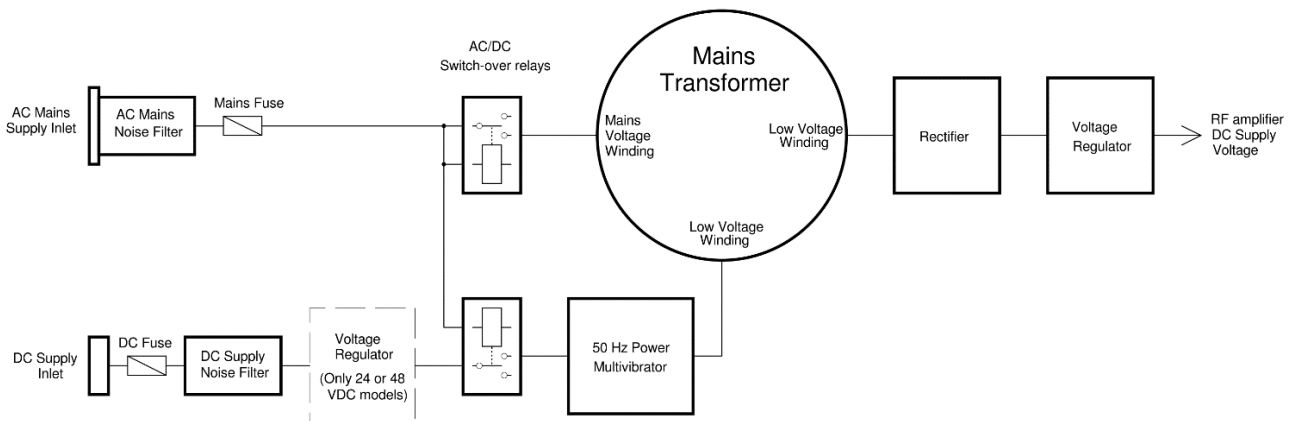 AC/DC
Switch-over relays
Mains
Transformer
AC Mains
Supply Inlet
AC Mains
Noise Filter
Mains Fuse
Mains
Voltage
Winding
Low Voltage
Winding
Rectifier
Voltage
Regulator
RF amplifier
DC Supply
Voltage
Low Voltage
Winding
DC Supply
Inlet
DC Fuse
DC Supply
Noise Filter
Voltage
Regulator
(Only 24 or 48
VDC models)
50 Hz Power
Multivibrator